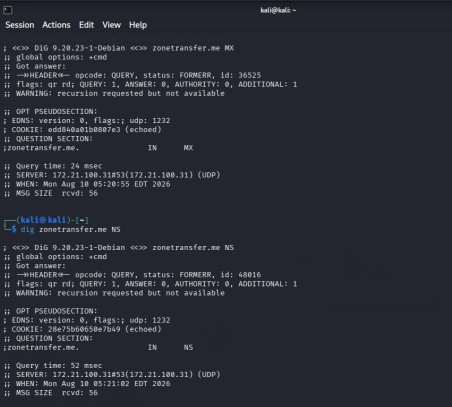 kali@kali: ~
Session Actions Edit View Help
; <<>> DiG 9.20.23-1-Debian <<>> zonetransfer.me MX
;; global options: +cmd
;; Got answer:
;; ->>HEADER<<- opcode: QUERY, status: FORMERR, id: 36525
;; flags: qr rd; QUERY: 1, ANSWER: 0, AUTHORITY: 0, ADDITIONAL: 1
;; WARNING: recursion requested but not available
;; OPT PSEUDOSECTION:
; EDNS: version: 0, flags:; udp: 1232
; COOKIE: edd840a01b0807e3 (echoed)
;; QUESTION SECTION:
;zonetransfer.me. IN MX
;; Query time: 24 msec
;; SERVER: 172.21.100.31#53(172.21.100.31) (UDP)
;; WHEN: Mon Aug 10 05:20:55 EDT 2026
;; MSG SIZE rcvd: 56
┌──(kali㉿kali)-[~]
└─$ dig zonetransfer.me NS
; <<>> DiG 9.20.23-1-Debian <<>> zonetransfer.me NS
;; global options: +cmd
;; Got answer:
;; ->>HEADER<<- opcode: QUERY, status: FORMERR, id: 48016
;; flags: qr rd; QUERY: 1, ANSWER: 0, AUTHORITY: 0, ADDITIONAL: 1
;; WARNING: recursion requested but not available
;; OPT PSEUDOSECTION:
; EDNS: version: 0, flags:; udp: 1232
; COOKIE: 28e75b60650e7b49 (echoed)
;; QUESTION SECTION:
;zonetransfer.me. IN NS
;; Query time: 52 msec
;; SERVER: 172.21.100.31#53(172.21.100.31) (UDP)
;; WHEN: Mon Aug 10 05:21:02 EDT 2026
;; MSG SIZE rcvd: 56